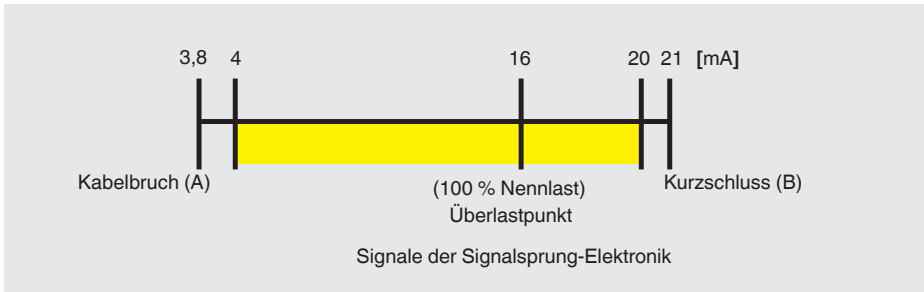 3,8 4 16 20 21 [mA]
Kabelbruch (A)
(100 % Nennlast)
Überlastpunkt
Kurzschluss (B)
Signale der Signalsprung-Elektronik